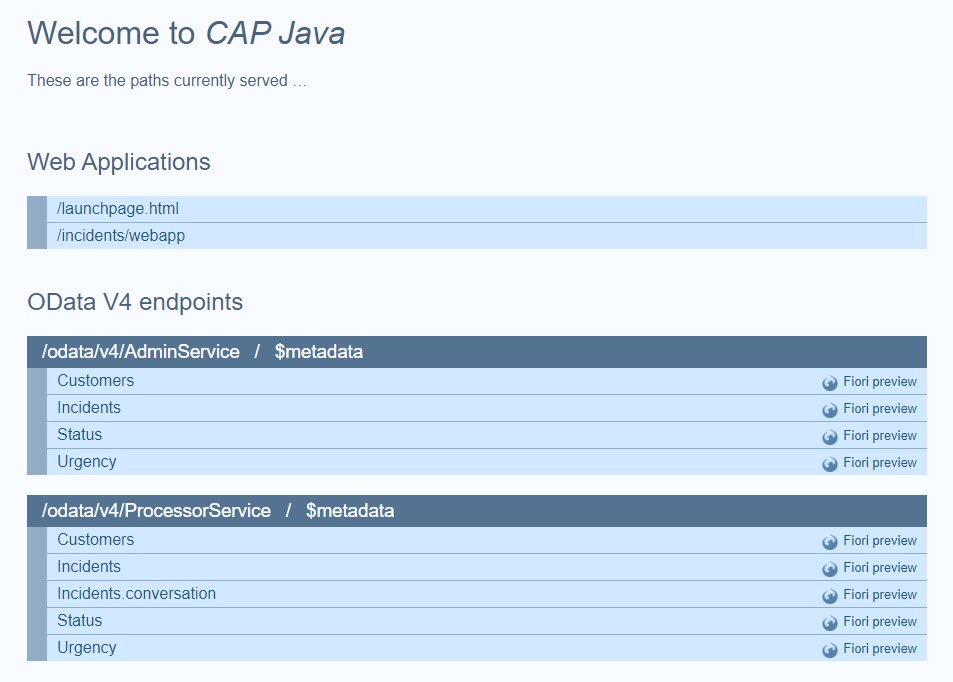 Welcome to CAP Java
These are the paths currently served …
Web Applications
/launchpage.html
/incidents/webapp
OData V4 endpoints
/odata/v4/AdminService / $metadata
Customers Fiori preview
Incidents Fiori preview
Status Fiori preview
Urgency Fiori preview
/odata/v4/ProcessorService / $metadata
Customers Fiori preview
Incidents Fiori preview
Incidents.conversation Fiori preview
Status Fiori preview
Urgency Fiori preview